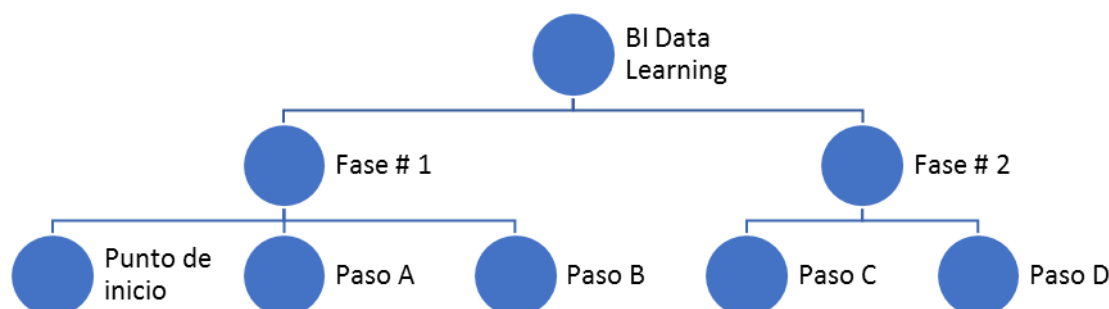 BI Data
Learning
Fase # 1
Fase # 2
Punto de
inicio
Paso A
Paso B
Paso C
Paso D